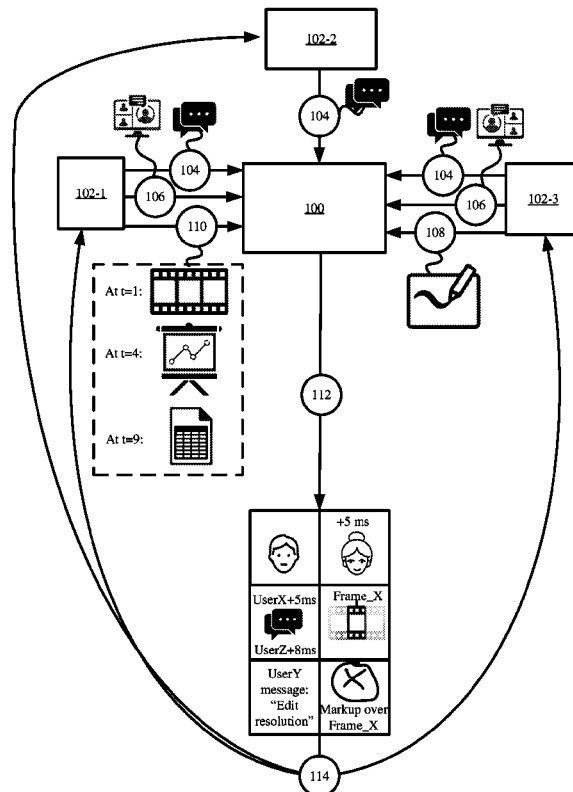 102-2
104
104
104
102-1
106
100
106
102-3
110
108
At t=1:
At t=4:
At t=9:
112
+5 ms
UserX+5ms
Frame_X
UserZ+8ms
UserY
message:
"Edit
resolution"
Markup over
Frame_X
114